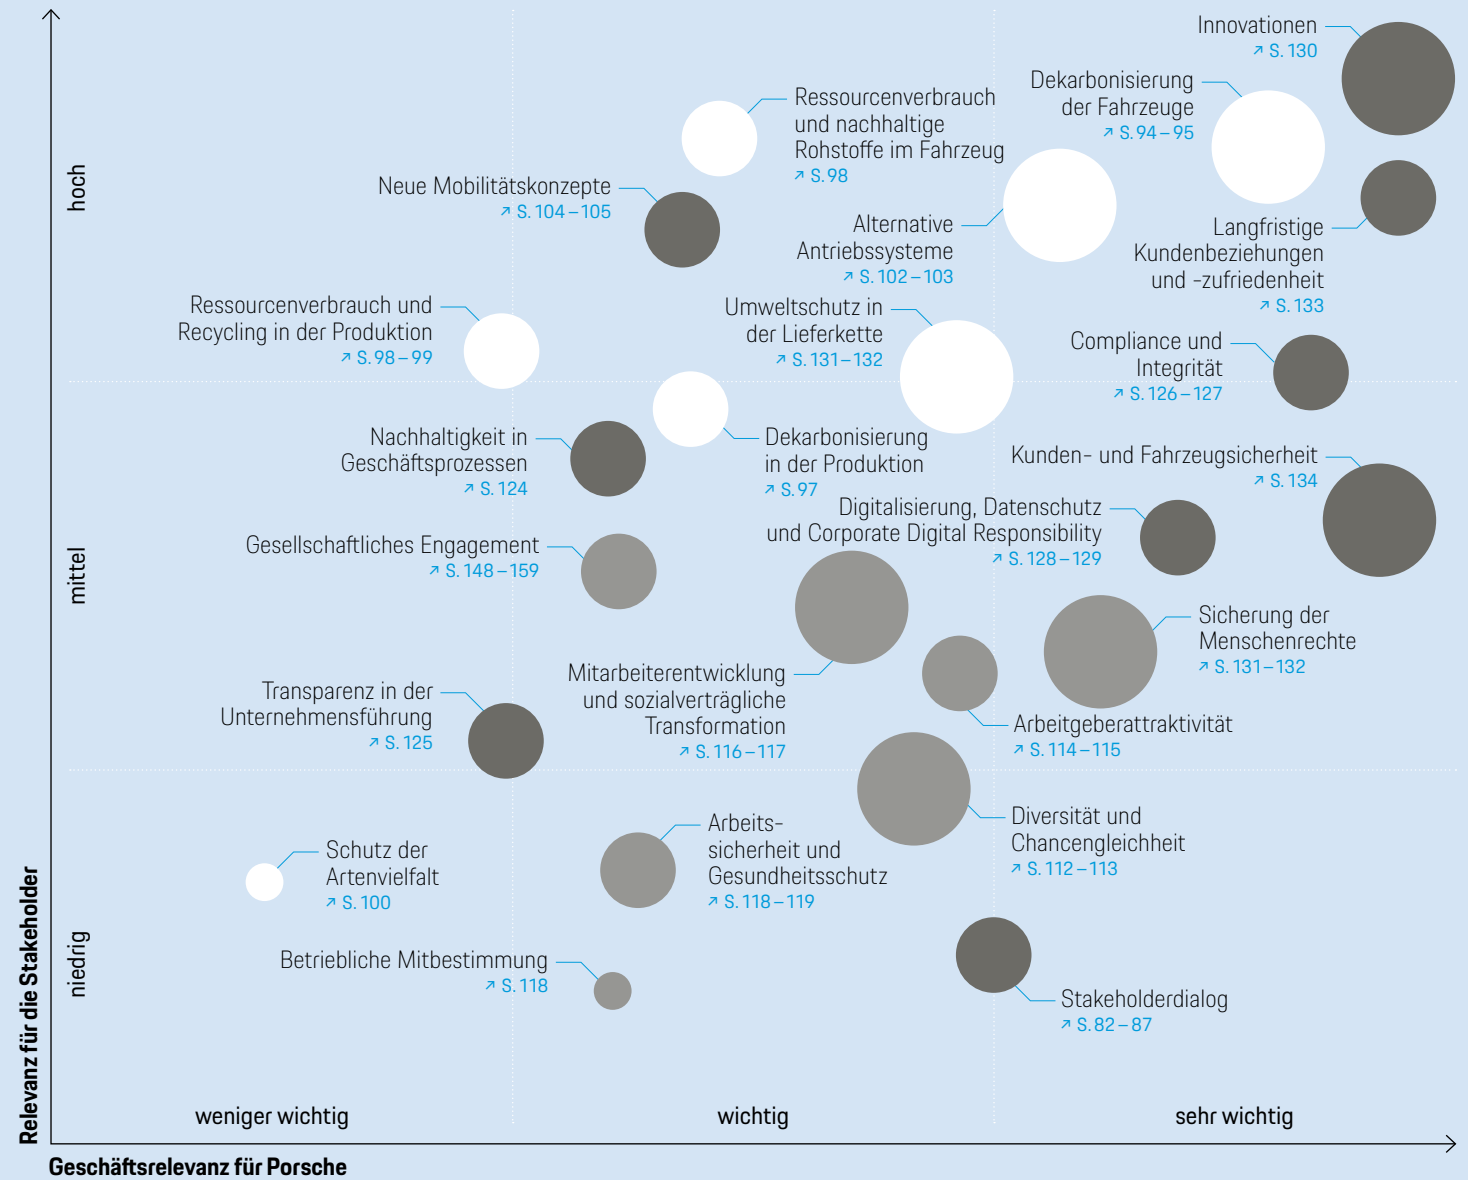 Innovationen
↗ S. 130
Dekarbonisierung
der Fahrzeuge
↗ S. 94–95
Ressourcenverbrauch
und nachhaltige
Rohstoffe im Fahrzeug
↗ S. 98
hoch
Neue Mobilitätskonzepte
↗ S. 104–105
Alternative
Antriebssysteme
↗ S. 102–103
Langfristige
Kundenbeziehungen
und -zufriedenheit
↗ S. 133
Ressourcenverbrauch und
Recycling in der Produktion
↗ S. 98–99
Umweltschutz in
der Lieferkette
↗ S. 131–132
Compliance und
Integrität
↗ S. 126–127
Nachhaltigkeit in
Geschäftsprozessen
↗ S. 124
Dekarbonisierung
in der Produktion
↗ S. 97
Kunden- und Fahrzeugsicherheit
↗ S. 134
Digitalisierung, Datenschutz
und Corporate Digital Responsibility
↗ S. 128–129
mittel
Gesellschaftliches Engagement
↗ S. 148–159
Sicherung der
Menschenrechte
↗ S. 131–132
Mitarbeiterentwicklung
und sozialverträgliche
Transformation
↗ S. 116–117
Transparenz in der
Unternehmensführung
↗ S. 125
Arbeitgeberattraktivität
↗ S. 114–115
Diversität und
Chancengleichheit
↗ S. 112–113
Arbeits-
sicherheit und
Gesundheitsschutz
↗ S. 118–119
Schutz der
Artenvielfalt
↗ S. 100
niedrig
Betriebliche Mitbestimmung
↗ S. 118
Stakeholderdialog
↗ S. 82–87
Relevanz für die Stakeholder
weniger wichtig
wichtig
sehr wichtig
Geschäftsrelevanz für Porsche